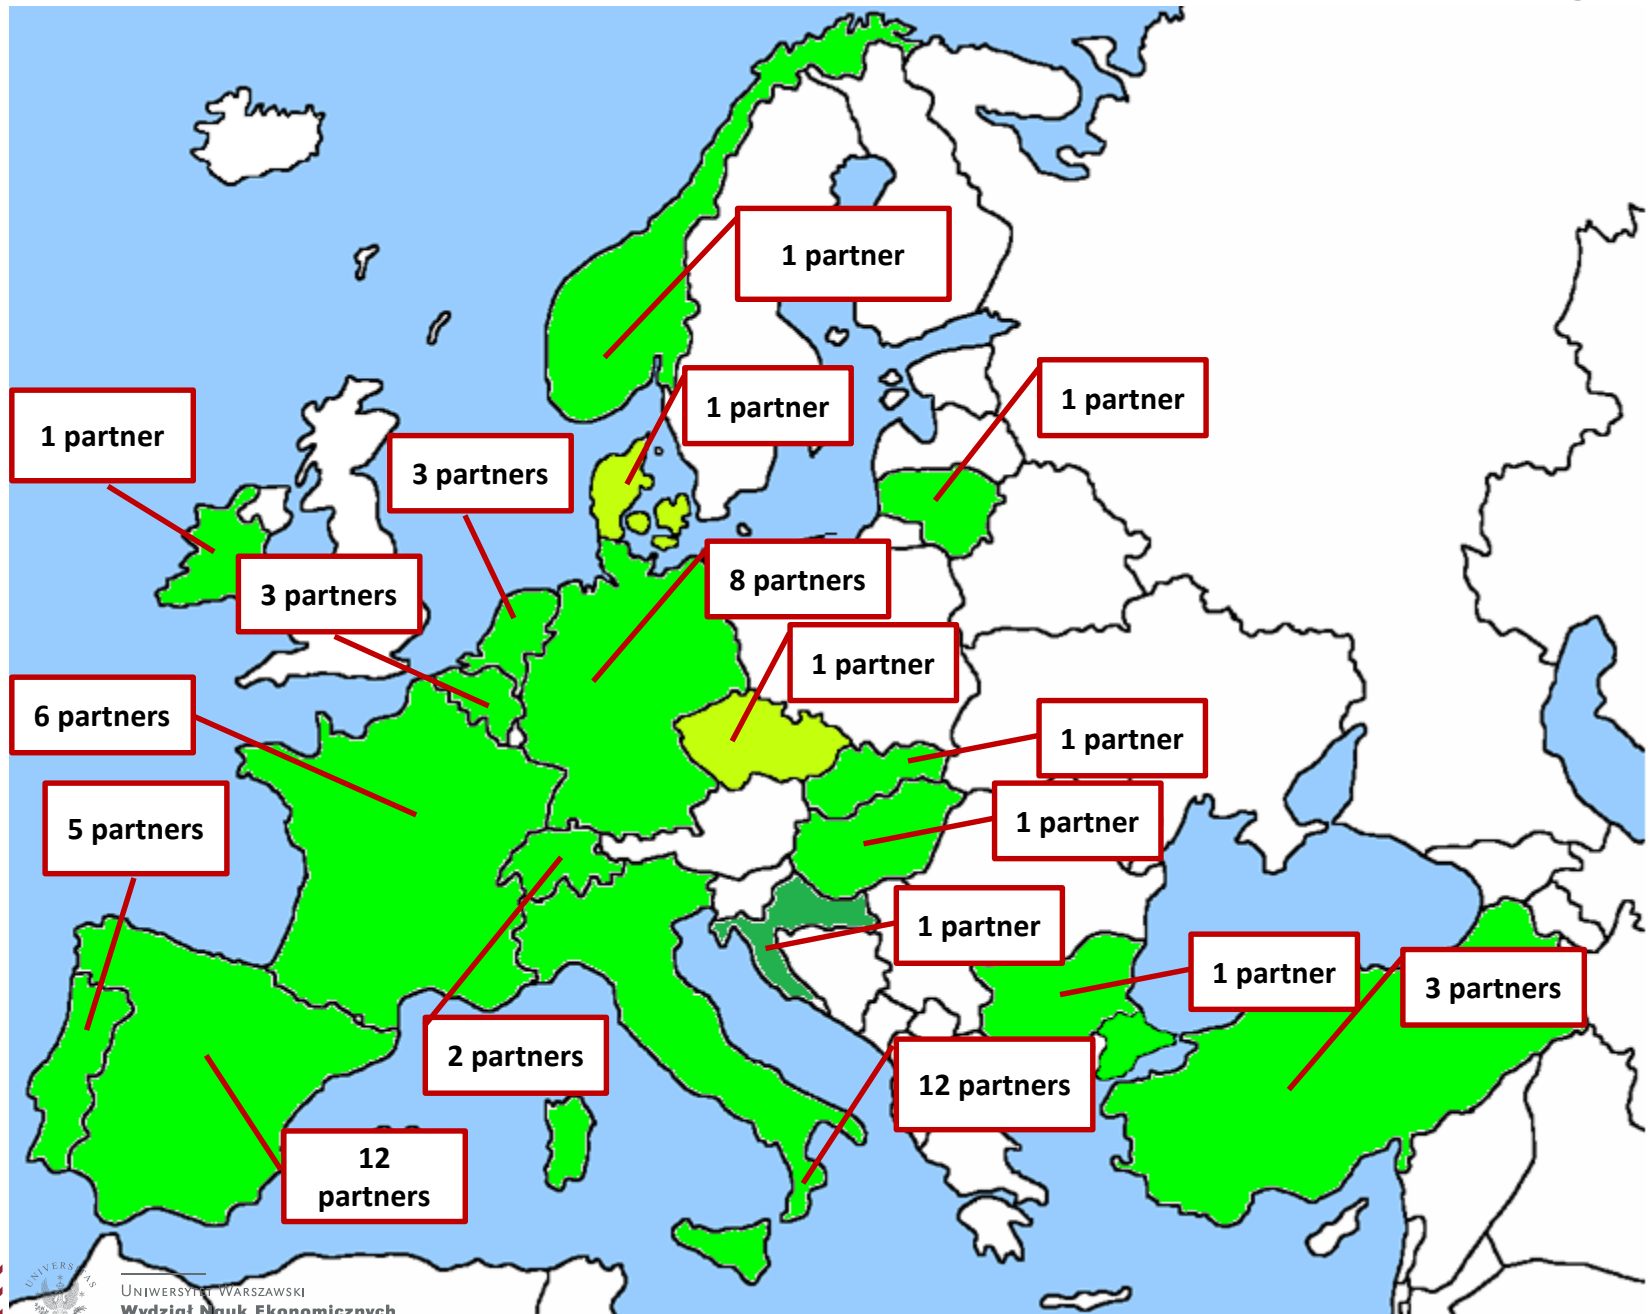 1 partner
1 partner
1 partner
1 partner
3 partners
8 partners
3 partners
1 partner
6 partners
1 partner
5 partners
1 partner
1 partner
1 partner
3 partners
2 partners
12 partners
12
partners
UNIVERSITAS
UNIWERSYTET WARSZAWSKI
Wydział Nauk Ekonomicznych